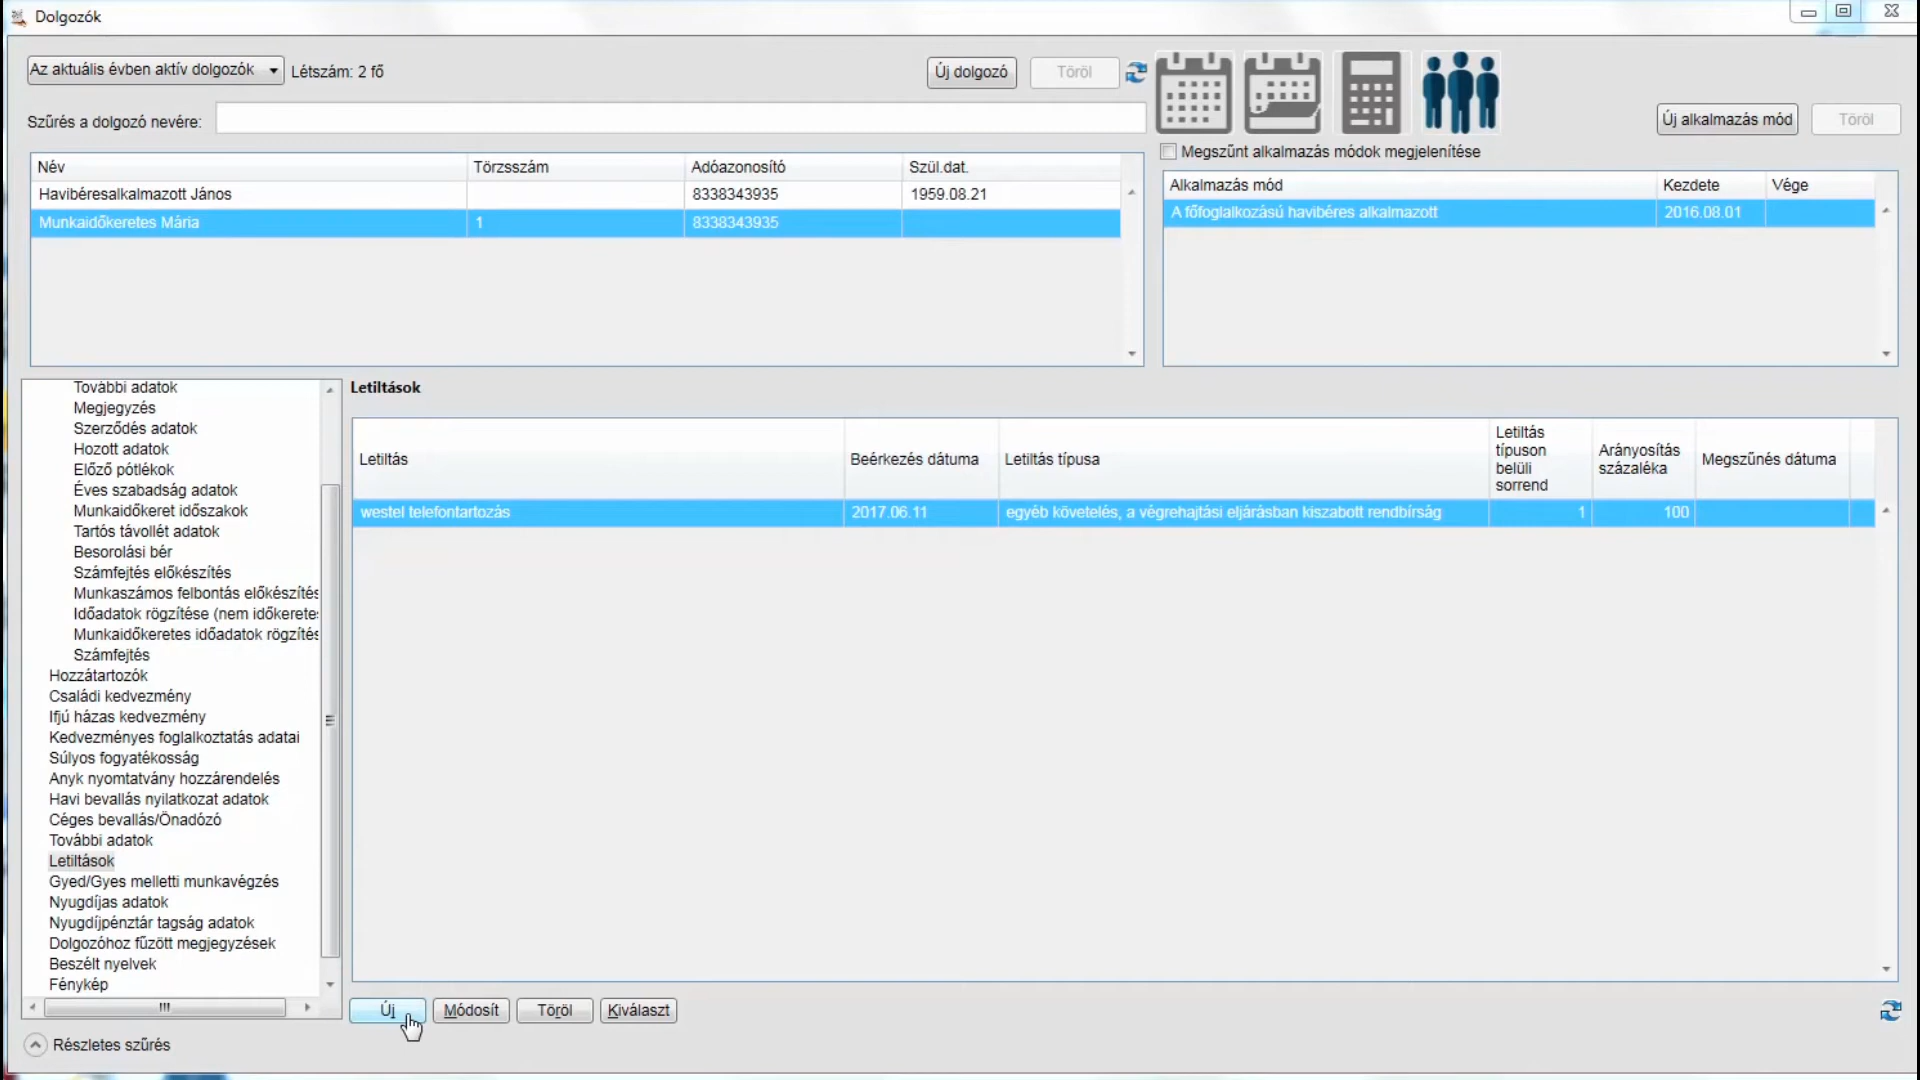 Dolgozók
Az aktuális évben aktív dolgozók
Létszám: 2 fő
Új dolgozó
Töröl
Szűrés a dolgozó nevére:
Új alkalmazás mód
Töröl
Megszűnt alkalmazás módok megjelenítése
Név Törzsszám Adóazonosító Szül.dat.
Havibéresalkalmazott János 8338343935 1959.08.21
Munkaidőkeretes Mária 1 8338343935
Alkalmazás mód Kezdete Vége
A főfoglalkozású havibéres alkalmazott 2016.08.01
További adatok
Megjegyzés
Szerződés adatok
Hozott adatok
Előző pótlékok
Éves szabadság adatok
Munkaidőkeret időszakok
Tartós távollét adatok
Besorolási bér
Számfejtés előkészítés
Munkaszámos felbontás előkészítés
Időadatok rögzítése (nem időkeretes
Munkaidőkeretes időadatok rögzítés
Számfejtés
Hozzátartozók
Családi kedvezmény
Ifjú házas kedvezmény
Kedvezményes foglalkoztatás adatai
Súlyos fogyatékosság
Anyk nyomtatvány hozzárendelés
Havi bevallás nyilatkozat adatok
Céges bevallás/Önadózó
További adatok
Letiltások
Gyed/Gyes melletti munkavégzés
Nyugdíjas adatok
Nyugdíjpénztár tagság adatok
Dolgozóhoz fűzött megjegyzések
Beszélt nyelvek
Fénykép
Letiltások
Letiltás
Beérkezés dátuma
Letiltás típusa
Letiltás
típuson
belüli
sorrend
Arányosítás
százaléka
Megszűnés dátuma
westel telefontartozás 2017.06.11 egyéb követelés, a végrehajtási eljárásban kiszabott rendbírság 1 100
Új
Módosít
Töröl
Kiválaszt
Részletes szűrés